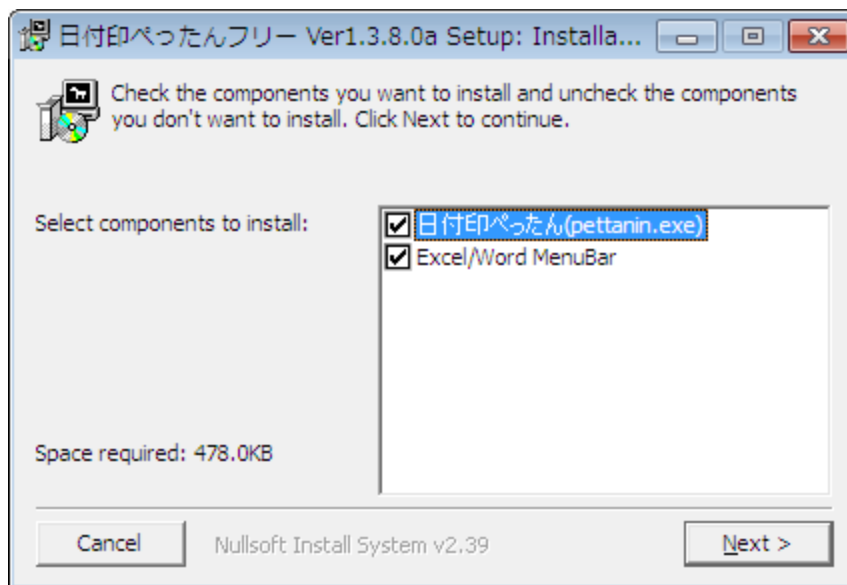 日付印ぺったんフリー Ver1.3.8.0a Setup: Installa...
Check the components you want to install and uncheck the components
you don't want to install. Click Next to continue.
Select components to install:
日付印ぺったん(pettanin.exe)
Excel/Word MenuBar
Space required: 478.0KB
Cancel
Nullsoft Install System v2.39
Next >